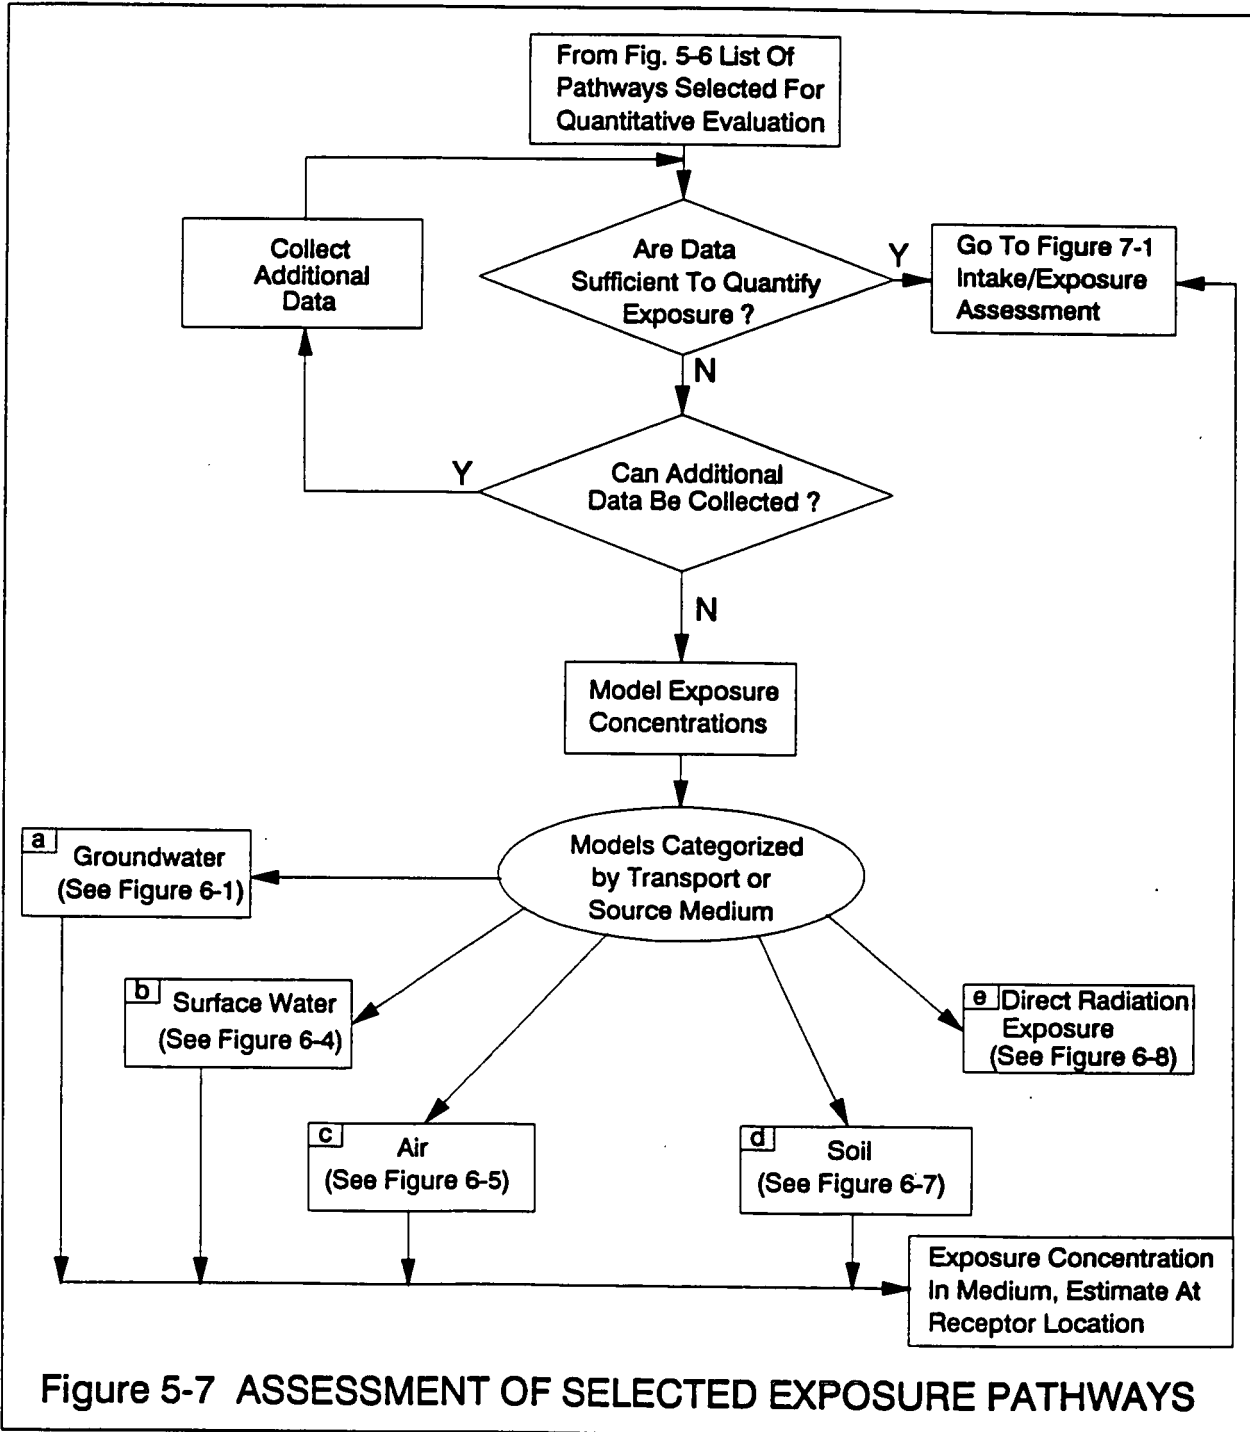 From Fig. 5-6 List Of
Pathways Selected For
Quantitative Evaluation
Collect
Additional
Data
Are Data
Sufficient To Quantify
Exposure ?
Y
Go To Figure 7-1
Intake/Exposure
Assessment
N
Y
Can Additional
Data Be Collected ?
N
Model Exposure
Concentrations
Models Categorized
by Transport or
Source Medium
a
Groundwater
(See Figure 6-1)
b
Surface Water
(See Figure 6-4)
e
Direct Radiation
Exposure
(See Figure 6-8)
c
Air
(See Figure 6-5)
d
Soil
(See Figure 6-7)
Exposure Concentration
In Medium, Estimate At
Receptor Location
Figure 5-7 ASSESSMENT OF SELECTED EXPOSURE PATHWAYS